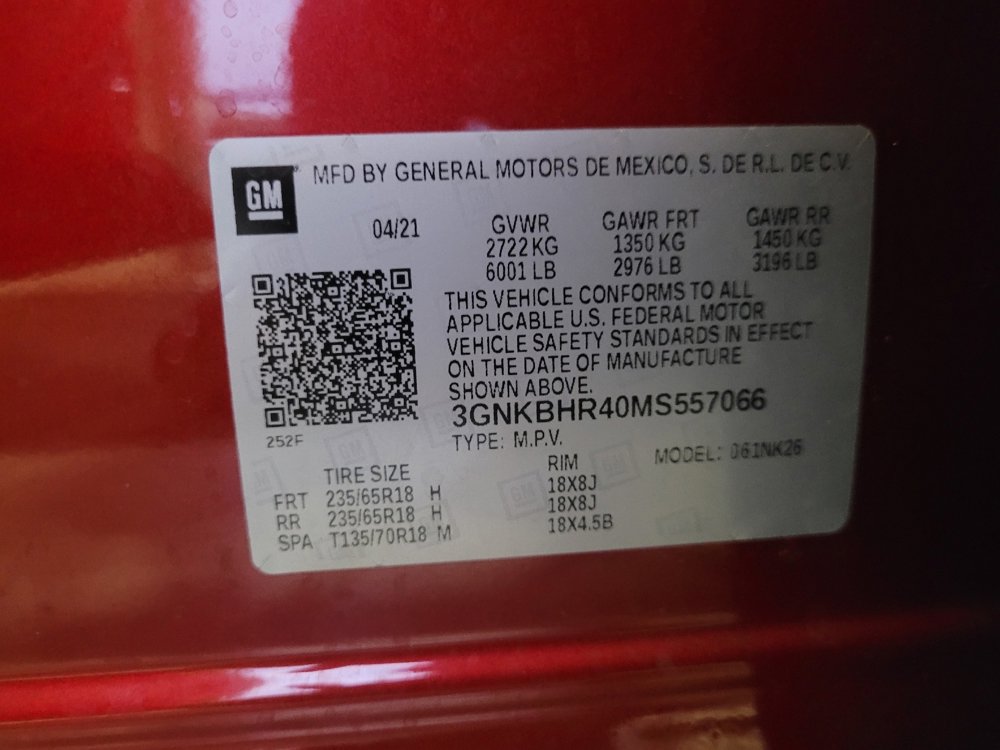 GM
MFD BY GENERAL MOTORS DE MEXICO, S. DE R.L. DE C.V.
04/21 GVWR GAWR FRT GAWR RR
2722 KG 1350 KG 1450 KG
6001 LB 2976 LB 3196 LB
THIS VEHICLE CONFORMS TO ALL
APPLICABLE U.S. FEDERAL MOTOR
VEHICLE SAFETY STANDARDS IN EFFECT
ON THE DATE OF MANUFACTURE
SHOWN ABOVE.
3GNKBHR40MS557066
252F
TYPE: M.P.V.
MODEL: 061NK26
TIRE SIZE RIM
FRT 235/65R18 H 18X8J
RR 235/65R18 H 18X8J
SPA T135/70R18 M 18X4.5B